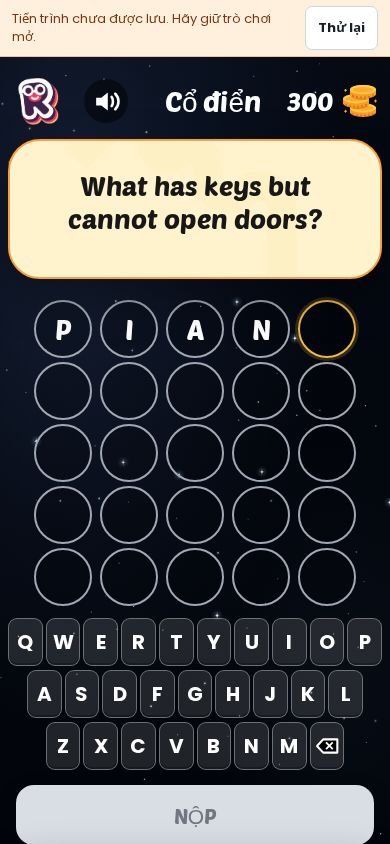 Tiến trình chưa được lưu. Hãy giữ trò chơi
mở.
Thử lại
R
Cổ điển
300
What has keys but
cannot open doors?
P I A N
Q W E R T Y U I O P
A S D F G H J K L
Z X C V B N M
NỘP